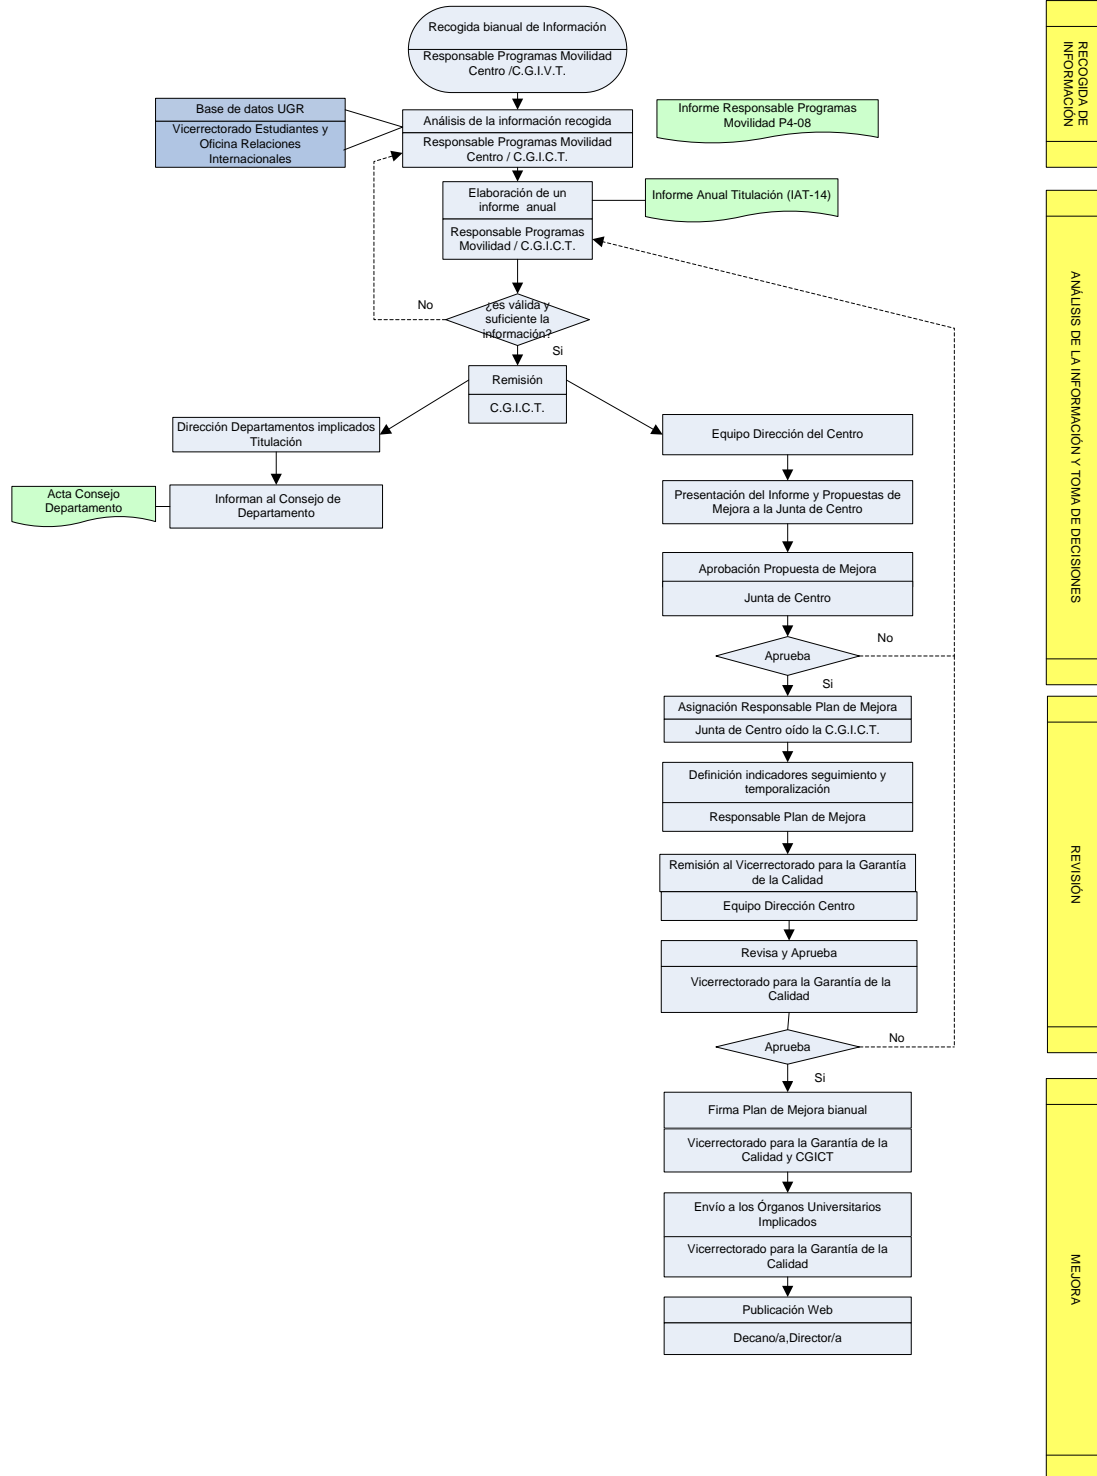 Recogida bianual de Información
Responsable Programas Movilidad
Centro /C.G.I.V.T.
Base de datos UGR
Vicerrectorado Estudiantes y
Oficina Relaciones
Internacionales
Análisis de la información recogida
Responsable Programas Movilidad
Centro / C.G.I.C.T.
Informe Responsable Programas
Movilidad P4-08
Elaboración de un
informe anual
Responsable Programas
Movilidad / C.G.I.C.T.
Informe Anual Titulación (IAT-14)
No
¿es válida y
suficiente la
información?
Si
Remisión
C.G.I.C.T.
Dirección Departamentos implicados
Titulación
Acta Consejo
Departamento
Informan al Consejo de
Departamento
Equipo Dirección del Centro
Presentación del Informe y Propuestas de
Mejora a la Junta de Centro
Aprobación Propuesta de Mejora
Junta de Centro
Aprueba
No
Si
Asignación Responsable Plan de Mejora
Junta de Centro oído la C.G.I.C.T.
Definición indicadores seguimiento y
temporalización
Responsable Plan de Mejora
Remisión al Vicerrectorado para la Garantía
de la Calidad
Equipo Dirección Centro
Revisa y Aprueba
Vicerrectorado para la Garantía de la
Calidad
Aprueba
No
Si
Firma Plan de Mejora bianual
Vicerrectorado para la Garantía de la
Calidad y CGICT
Envío a los Órganos Universitarios
Implicados
Vicerrectorado para la Garantía de la
Calidad
Publicación Web
Decano/a,Director/a
RECOGIDA DE
INFORMACIÓN
ANÁLISIS DE LA INFORMACIÓN Y TOMA DE DECISIONES
REVISIÓN
MEJORA